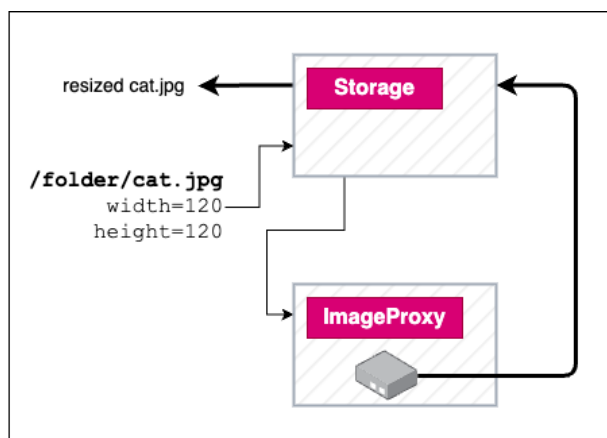 Storage
resized cat.jpg
/folder/cat.jpg
width=120
height=120
ImageProxy